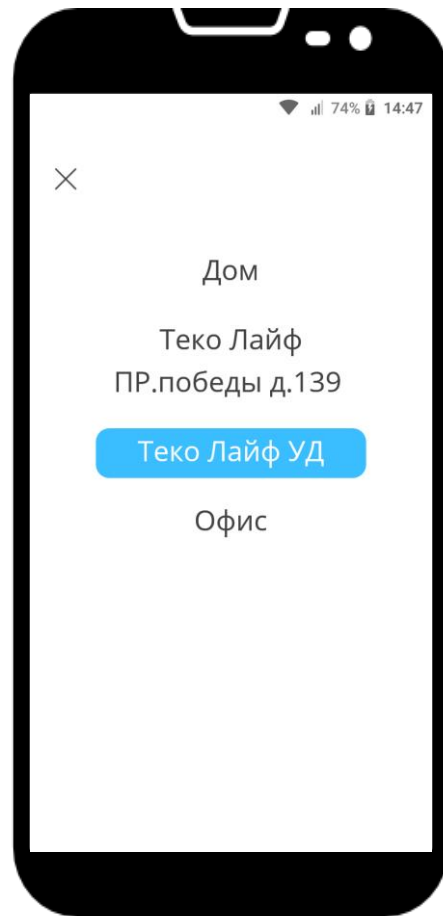 74% 14:47
Дом
Теко Лайф
ПР.победы д.139
Теко Лайф УД
Офис